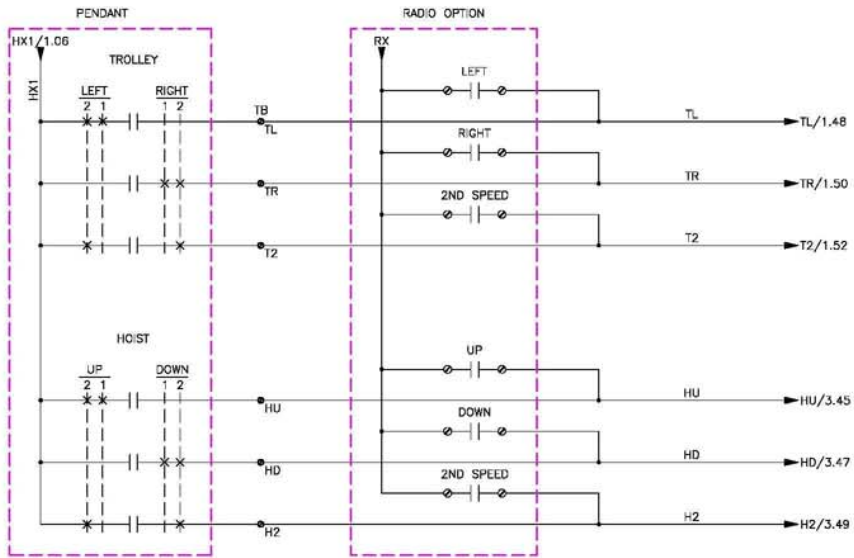 PENDANT
RADIO OPTION
HX1/1.06
RX
TROLLEY
HX1
LEFT
RIGHT
2 1
1 2
TB
TL
LEFT
TL
TL/1.48
RIGHT
TR
TR
TR/1.50
2ND SPEED
T2
T2
T2/1.52
HOIST
UP
DOWN
2 1
1 2
UP
HU
HU
HU/3.45
DOWN
HD
HD
HD/3.47
2ND SPEED
H2
H2
H2/3.49